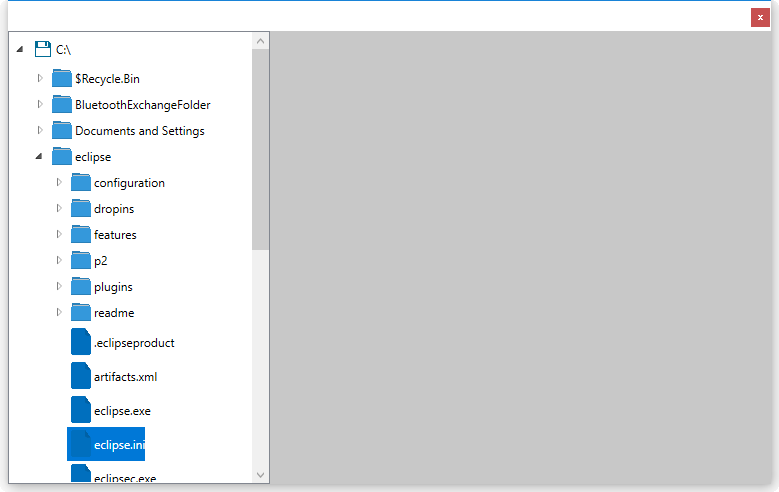 C:\
$Recycle.Bin
BluetoothExchangeFolder
Documents and Settings
eclipse
configuration
dropins
features
p2
plugins
readme
.eclipseproduct
artifacts.xml
eclipse.exe
eclipse.ini
eclipsec.exe